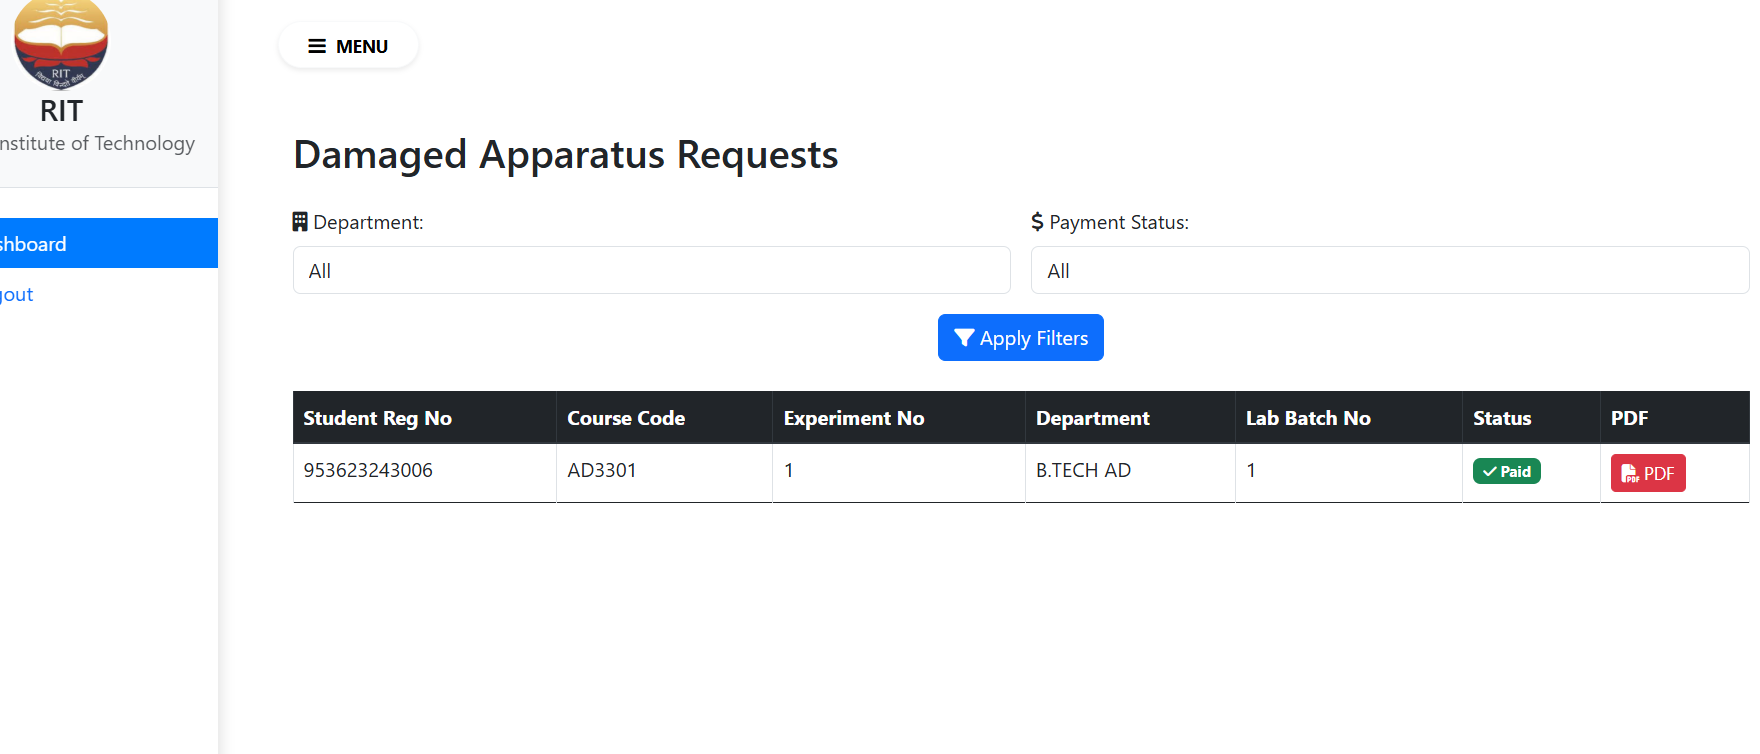 RIT
RIT
nstitute of Technology
shboard
gout
MENU
Damaged Apparatus Requests
Department:
All
$ Payment Status:
All
Apply Filters
Student Reg No Course Code Experiment No Department Lab Batch No Status PDF
953623243006 AD3301 1 B.TECH AD 1 Paid PDF